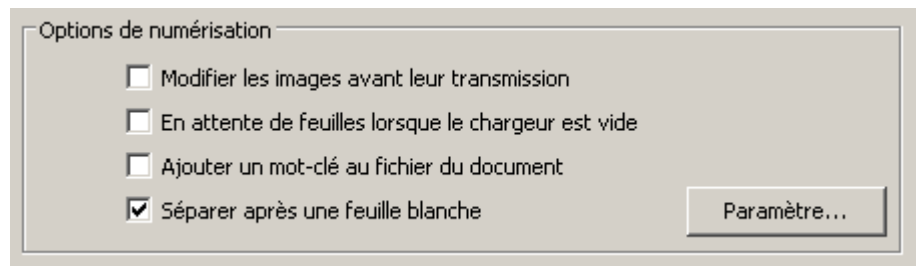 Options de numérisation
Modifier les images avant leur transmission
En attente de feuilles lorsque le chargeur est vide
Ajouter un mot-clé au fichier du document
Séparer après une feuille blanche
Paramètre...